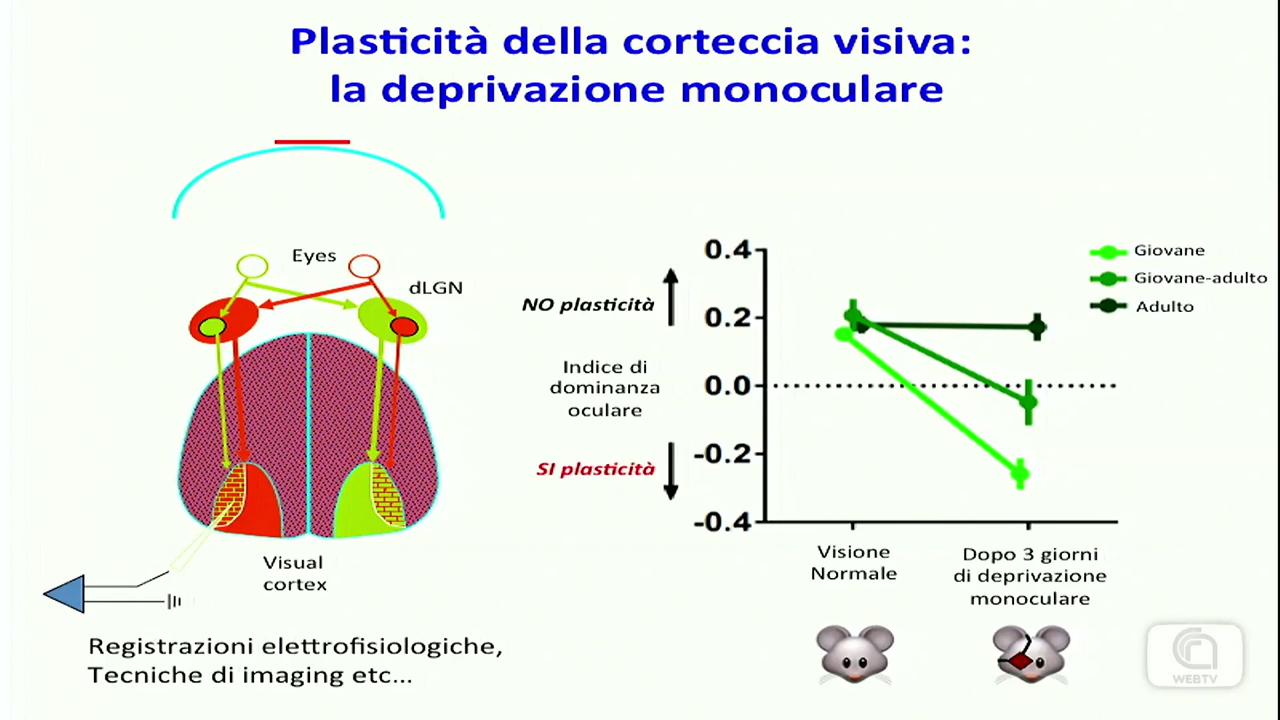 Plasticità della corteccia visiva:
la deprivazione monoculare
Eyes
dLGN
Visual
cortex
Registrazioni elettrofisiologiche,
Tecniche di imaging etc...
NO plasticità
Indice di
dominanza
oculare
SI plasticità
0.4
0.2
0.0
-0.2
-0.4
Giovane
Giovane-adulto
Adulto
Visione
Normale
Dopo 3 giorni
di deprivazione
monoculare
WEBTV